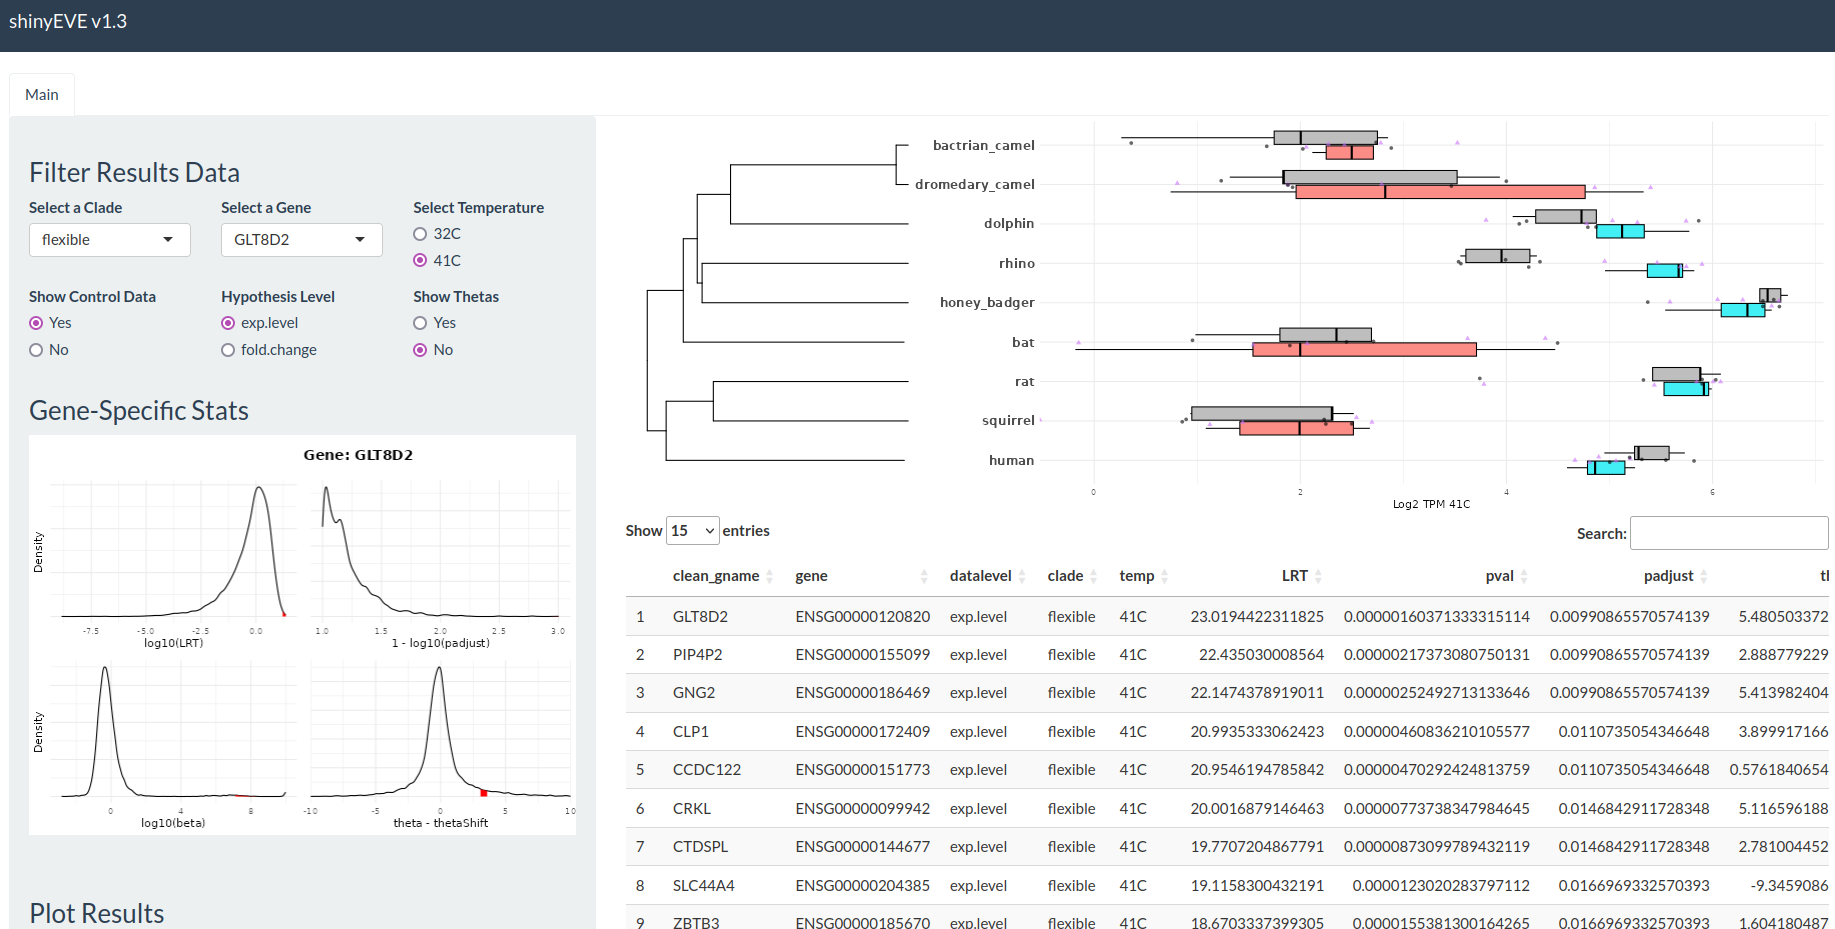 shinyEVE v1.3
Main
Filter Results Data
Select a Clade Select a Gene Select Temperature
flexible GLT8D2 32C
41C
Show Control Data Hypothesis Level Show Thetas
Yes exp.level Yes
No fold.change No
Gene-Specific Stats
Gene: GLT8D2
Density
-7.5 -5.0 -2.5 0.0
log10(LRT)
1.0 1.5 2.0 2.5 3.0
1 - log10(padjust)
Density
0 4 8
log10(beta)
-10 -5 0 5 10
theta - thetaShift
Plot Results
bactrian_camel
dromedary_camel
dolphin
rhino
honey_badger
bat
rat
squirrel
human
0 2 4 6
Log2 TPM 41C
Show 15 entries Search:
clean_gname gene datalevel clade temp LRT pval padjust tl
1 GLT8D2 ENSG00000120820 exp.level flexible 41C 23.0194422311825 0.00000160371333315114 0.00990865570574139 5.480503372
2 PIP4P2 ENSG00000155099 exp.level flexible 41C 22.435030008564 0.00000217373080750131 0.00990865570574139 2.888779229
3 GNG2 ENSG00000186469 exp.level flexible 41C 22.1474378919011 0.00000252492713133646 0.00990865570574139 5.413982404
4 CLP1 ENSG00000172409 exp.level flexible 41C 20.9935333062423 0.00000460836210105577 0.0110735054346648 3.899917166
5 CCDC122 ENSG00000151773 exp.level flexible 41C 20.9546194785842 0.00000470292424813759 0.0110735054346648 0.5761840654
6 CRKL ENSG00000099942 exp.level flexible 41C 20.0016879146463 0.00000773738347984645 0.0146842911728348 5.116596188
7 CTDSPL ENSG00000144677 exp.level flexible 41C 19.7707204867791 0.00000873099789432119 0.0146842911728348 2.781004452
8 SLC44A4 ENSG00000204385 exp.level flexible 41C 19.1158300432191 0.0000123020283797112 0.0166969332570393 -9.3459086
9 ZBTB3 ENSG00000185670 exp.level flexible 41C 18.6703337399305 0.0000155381300164265 0.0166969332570393 1.604180487